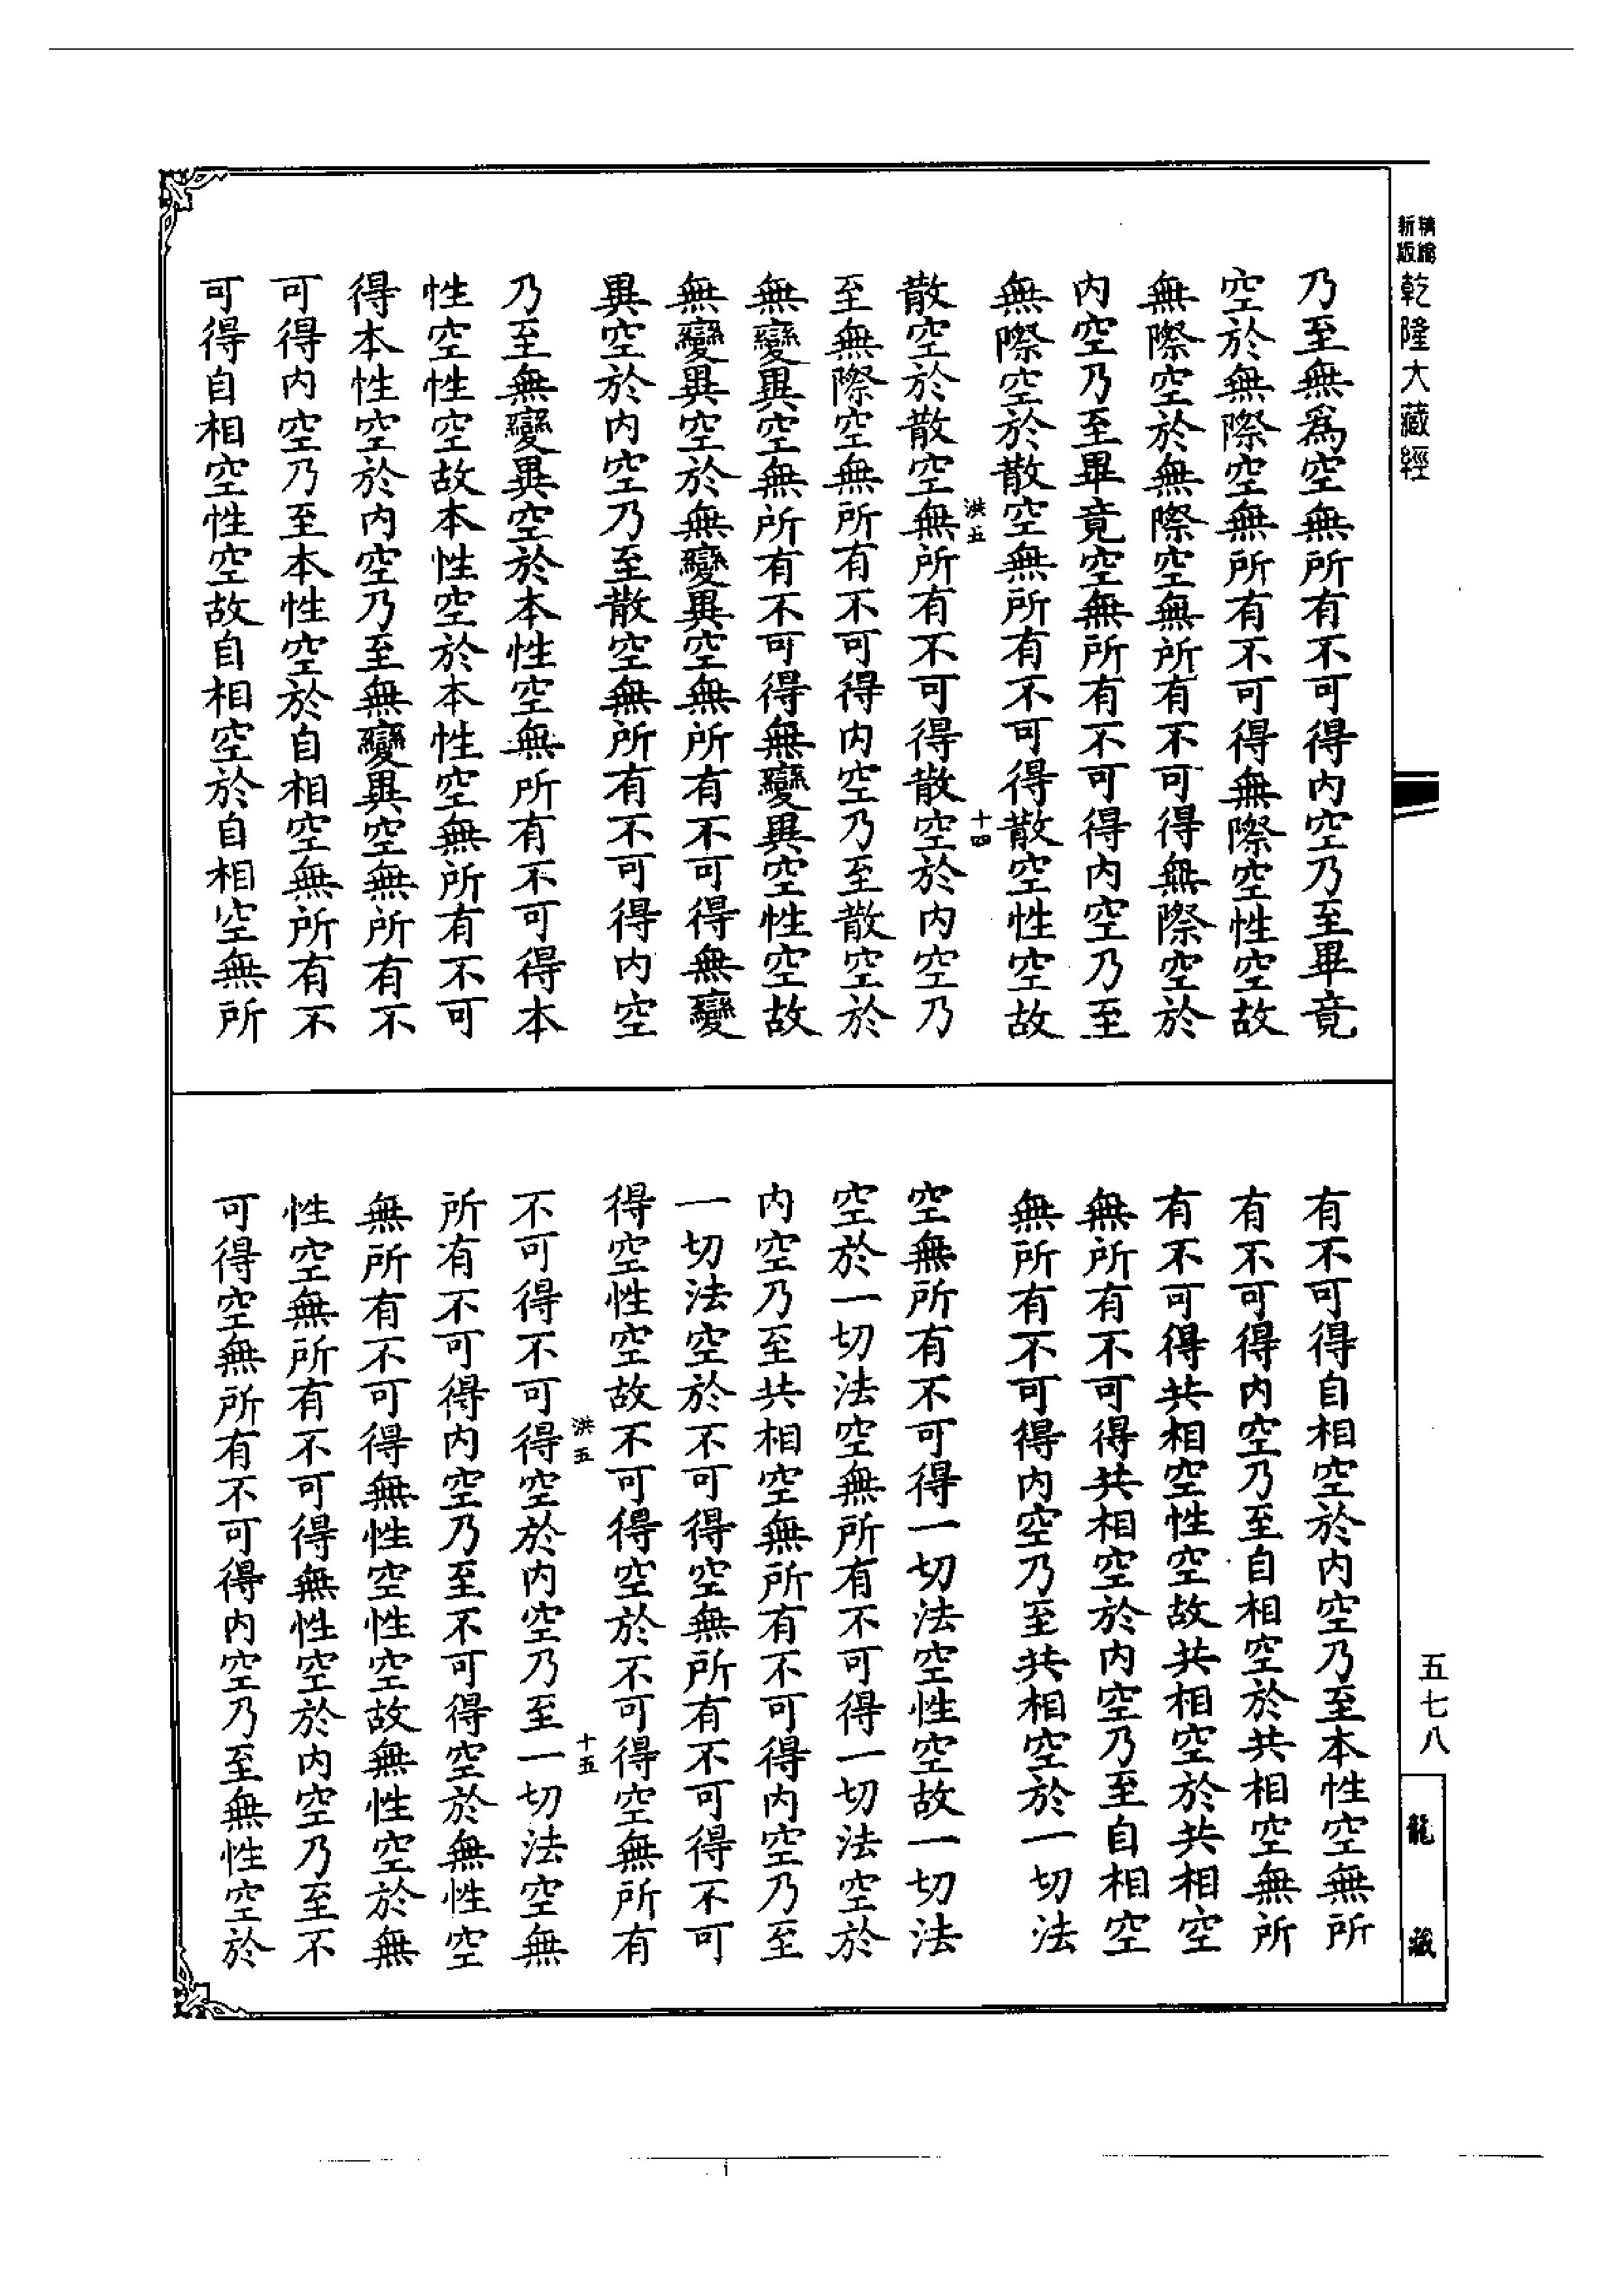 精編
新版
乾隆大藏經
乃至無爲空無所有不可得内空乃至畢竟
空於無際空無所有不可得無際空性空故
無際空於無際空無所有不可得無際空於
内空乃至畢竟空無所有不可得内空乃至
無際空於散空無所有不可得散空性空故
洪五
十四
散空於散空無所有不可得散空於内空乃
至無際空無所有不可得内空乃至散空於
無變異空無所有不可得無變異空性空故
無變異空於無變異空無所有不可得無變
異空於内空乃至散空無所有不可得内空
乃至無變異空於本性空無所有不可得本
性空性空故本性空於本性空無所有不可
得本性空於内空乃至無變異空無所有不
可得内空乃至本性空於自相空無所有不
可得自相空性空故自相空於自相空無所
有不可得自相空於内空乃至本性空無所
有不可得内空乃至自相空於共相空無所
有不可得共相空性空故共相空於共相空
無所有不可得共相空於内空乃至自相空
無所有不可得内空乃至共相空於一切法
空無所有不可得一切法空性空故一切法
空於一切法空無所有不可得一切法空於
内空乃至共相空無所有不可得内空乃至
一切法空於不可得空無所有不可得不可
得空性空故不可得空於不可得空無所有
洪五
十五
不可得不可得空於内空乃至一切法空無
所有不可得内空乃至不可得空於無性空
無所有不可得無性空性空故無性空於無
性空無所有不可得無性空於内空乃至不
可得空無所有不可得内空乃至無性空於
五七八
龍藏